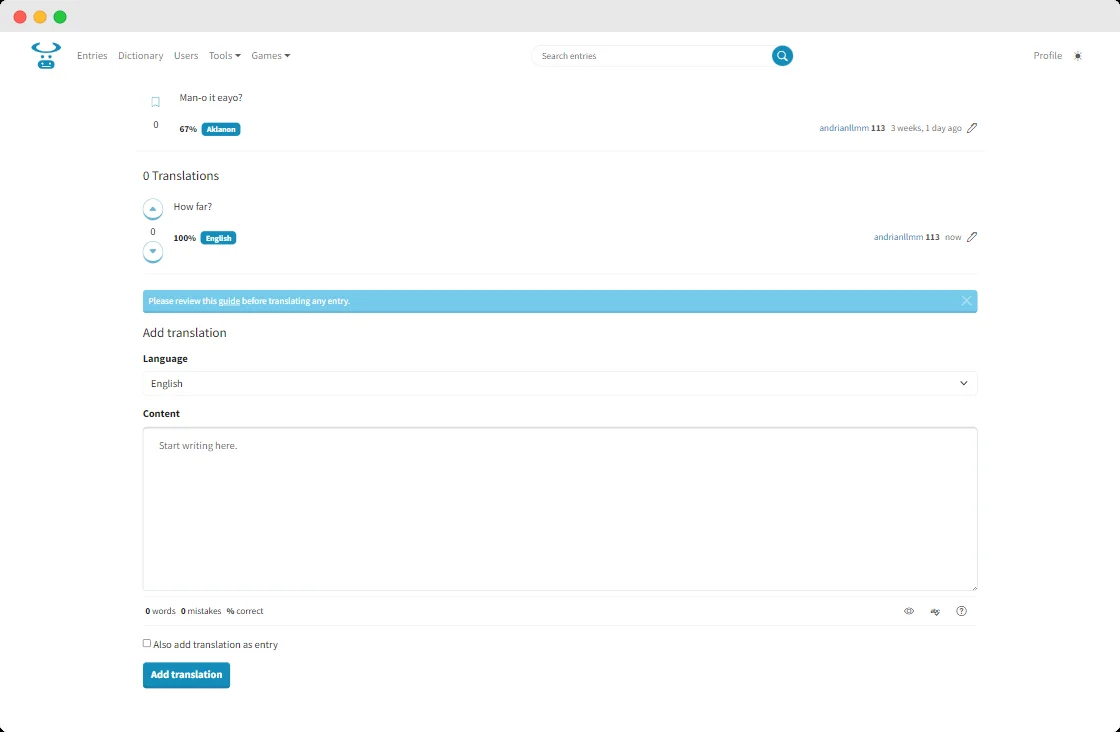 Entries Dictionary Users Tools Games Search entries Profile
Man-o it eayo?
0
67% Aklanon andrianllmm 113 3 weeks, 1 day ago
0 Translations
How far?
0
100% English andrianllmm 113 now
Please review this guide before translating any entry.
Add translation
Language
English
Content
Start writing here.
0 words 0 mistakes % correct
abc
Also add translation as entry
Add translation